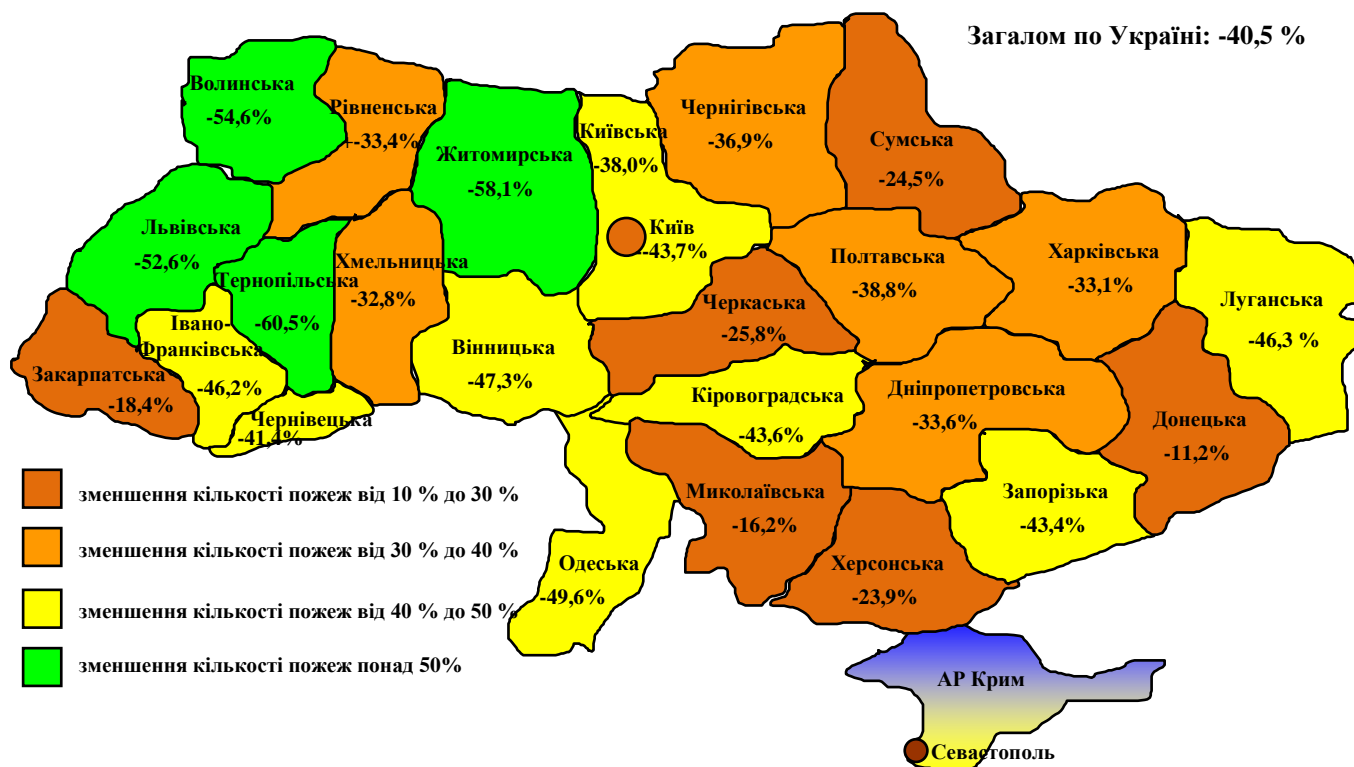 Загалом по Україні: -40,5 %
Волинська
-54,6%
Рівненська
+-33,4%
Житомирська
-58,1%
Київська
-38,0%
Чернігівська
-36,9%
Сумська
-24,5%
Львівська
-52,6%
Тернопільська
-60,5%
Хмельницька
-32,8%
Київ
--43,7%
Черкаська
-25,8%
Полтавська
-38,8%
Харківська
-33,1%
Луганська
-46,3 %
Закарпатська
-18,4%
Івано-
Франківська
-46,2%
Чернівецька
-41,4%
Вінницька
-47,3%
Кіровоградська
-43,6%
Дніпропетровська
-33,6%
Донецька
-11,2%
Миколаївська
-16,2%
Запорізька
-43,4%
Одеська
-49,6%
Херсонська
-23,9%
АР Крим
Севастополь
зменшення кількості пожеж від 10 % до 30 %
зменшення кількості пожеж від 30 % до 40 %
зменшення кількості пожеж від 40 % до 50 %
зменшення кількості пожеж понад 50%